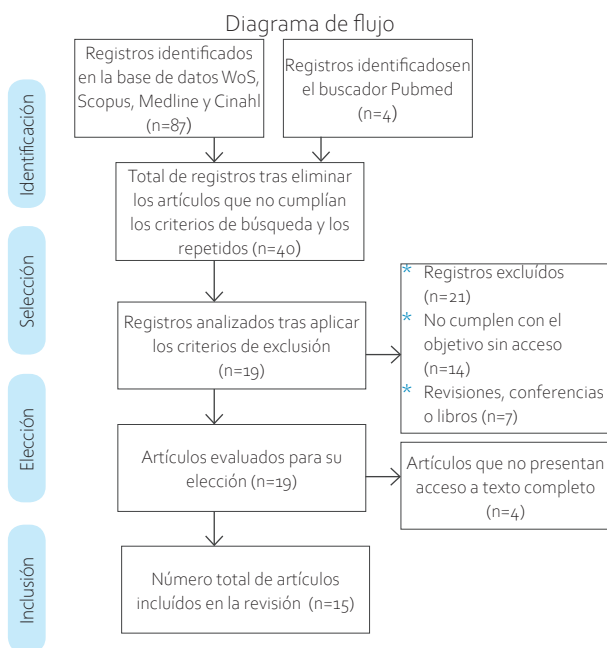 Diagrama de flujo
Identificación
Registros identificados
en la base de datos WoS,
Scopus, Medline y Cinahl
(n=87)
Registros identificadosen
el buscador Pubmed
(n=4)
Total de registros tras eliminar
los artículos que no cumplían
los criterios de búsqueda y los
repetidos (n=40)
Selección
Registros analizados tras aplicar
los criterios de exclusión
(n=19)
* Registros excluídos
(n=21)
* No cumplen con el
objetivo sin acceso
(n=14)
* Revisiones, conferencias
o libros (n=7)
Elección
Artículos evaluados para su
elección (n=19)
Artículos que no presentan
acceso a texto completo
(n=4)
Inclusión
Número total de artículos
incluídos en la revisión (n=15)